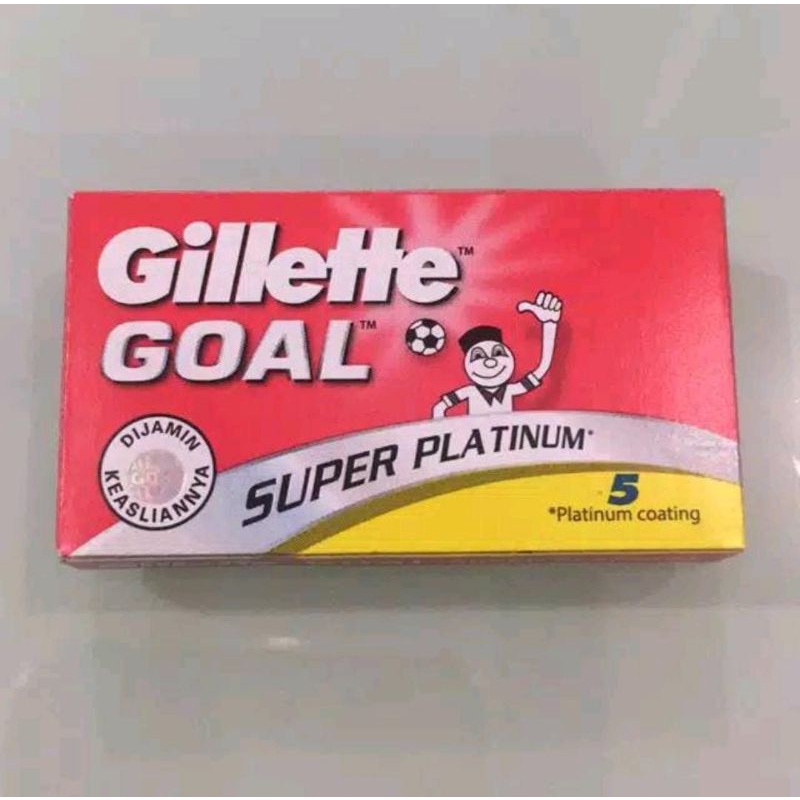 Gillette™
GOAL™
DIJAMIN
KEASLIANNYA
SUPER PLATINUM*
5
*Platinum coating